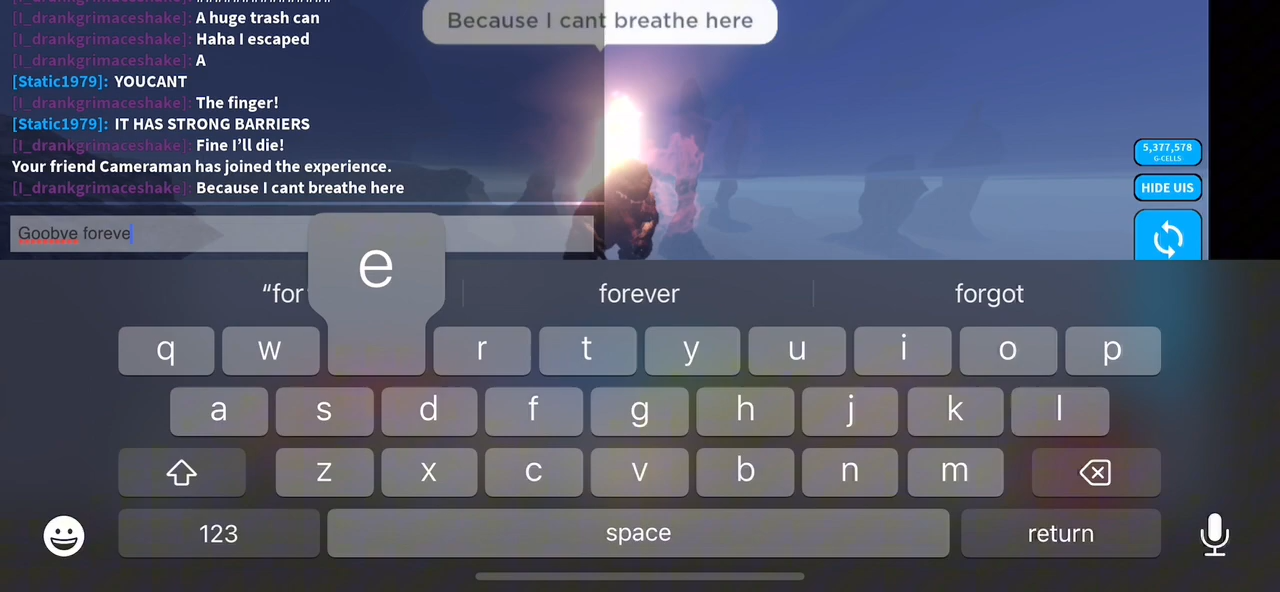 Because I cant breathe here
[I_drankgrimaceshake]: A huge trash can
[I_drankgrimaceshake]: Haha I escaped
[I_drankgrimaceshake]: A
[Static1979]: YOUCANT
[I_drankgrimaceshake]: The finger!
[Static1979]: IT HAS STRONG BARRIERS
[I_drankgrimaceshake]: Fine I’ll die!
Your friend Cameraman has joined the experience.
[I_drankgrimaceshake]: Because I cant breathe here
5,377,578
G-CELLS
HIDE UIS
Goobve foreve
e
“for forever forgot
q w r t y u i o p
a s d f g h j k l
z x c v b n m
123 space return